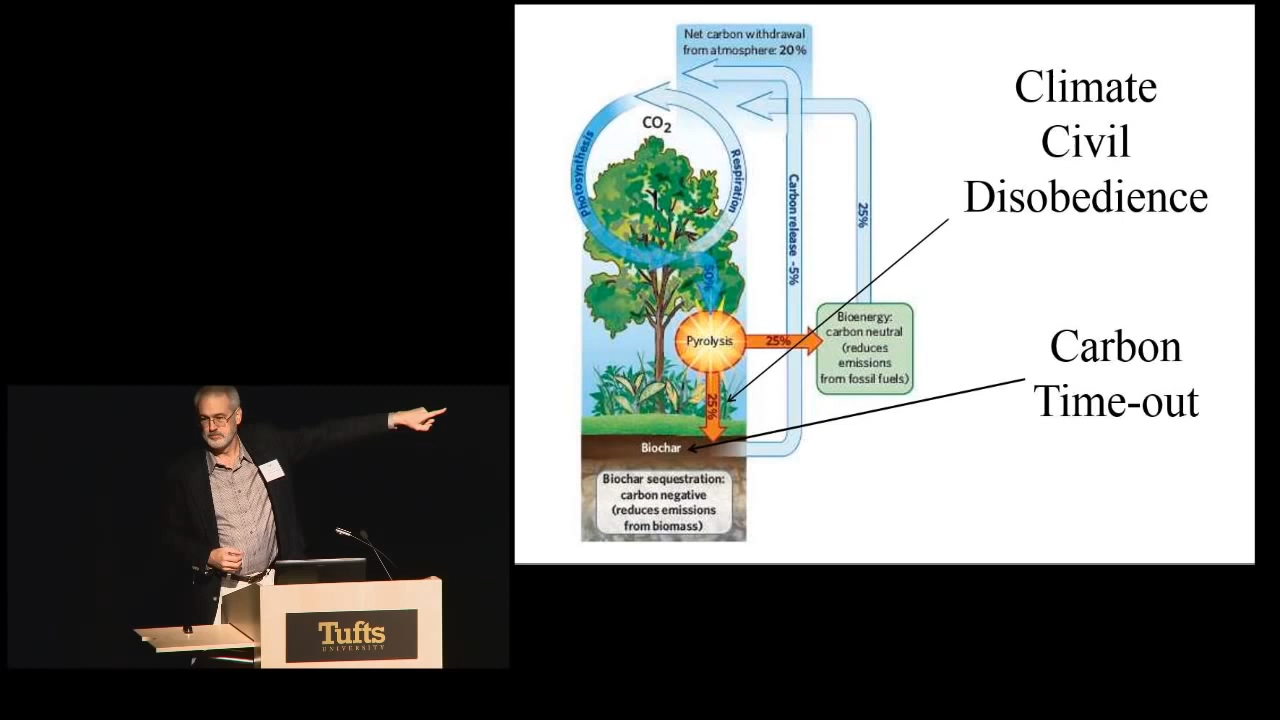 Net carbon withdrawal
from atmosphere: 20%
CO2
Photosynthesis
Respiration
50%
Carbon release -5%
25%
Pyrolysis
25%
Bioenergy:
carbon neutral
(reduces
emissions
from fossil fuels)
25%
Biochar
Biochar sequestration:
carbon negative
(reduces emissions
from biomass)
Climate
Civil
Disobedience
Carbon
Time-out
Tufts
UNIVERSITY